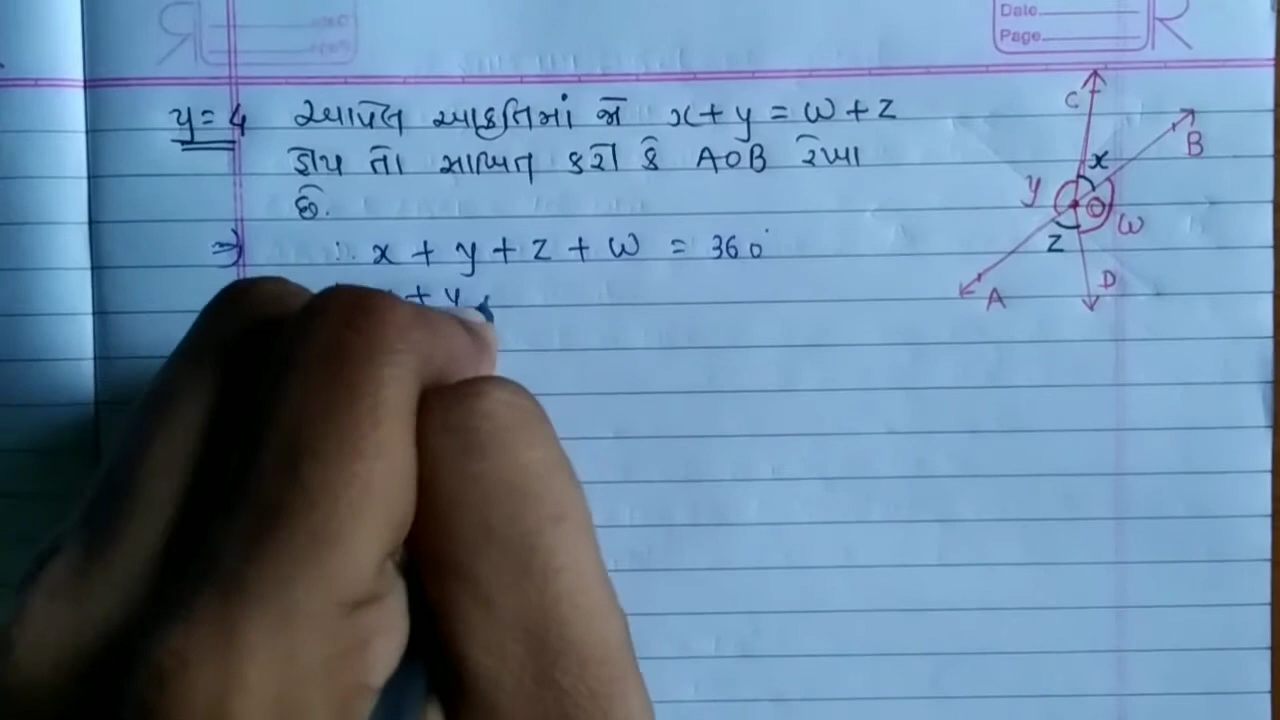 Date
Page
પ્ર = 4 આપેલ આકૃતિમાં જો x + y = w + z
હોય તો સાબિત કરો કે AOB રેખા
છે.
⇒ ∴ x + y + z + w = 360°
x + y
C
B
x
y
O
w
z
A
D